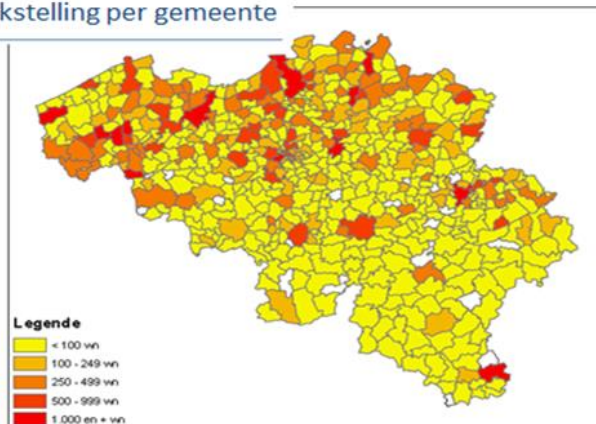 kstelling per gemeente
Legende
< 100 wn
100 - 249 wn
250 - 499 wn
500 - 999 wn
1.000 en + wn